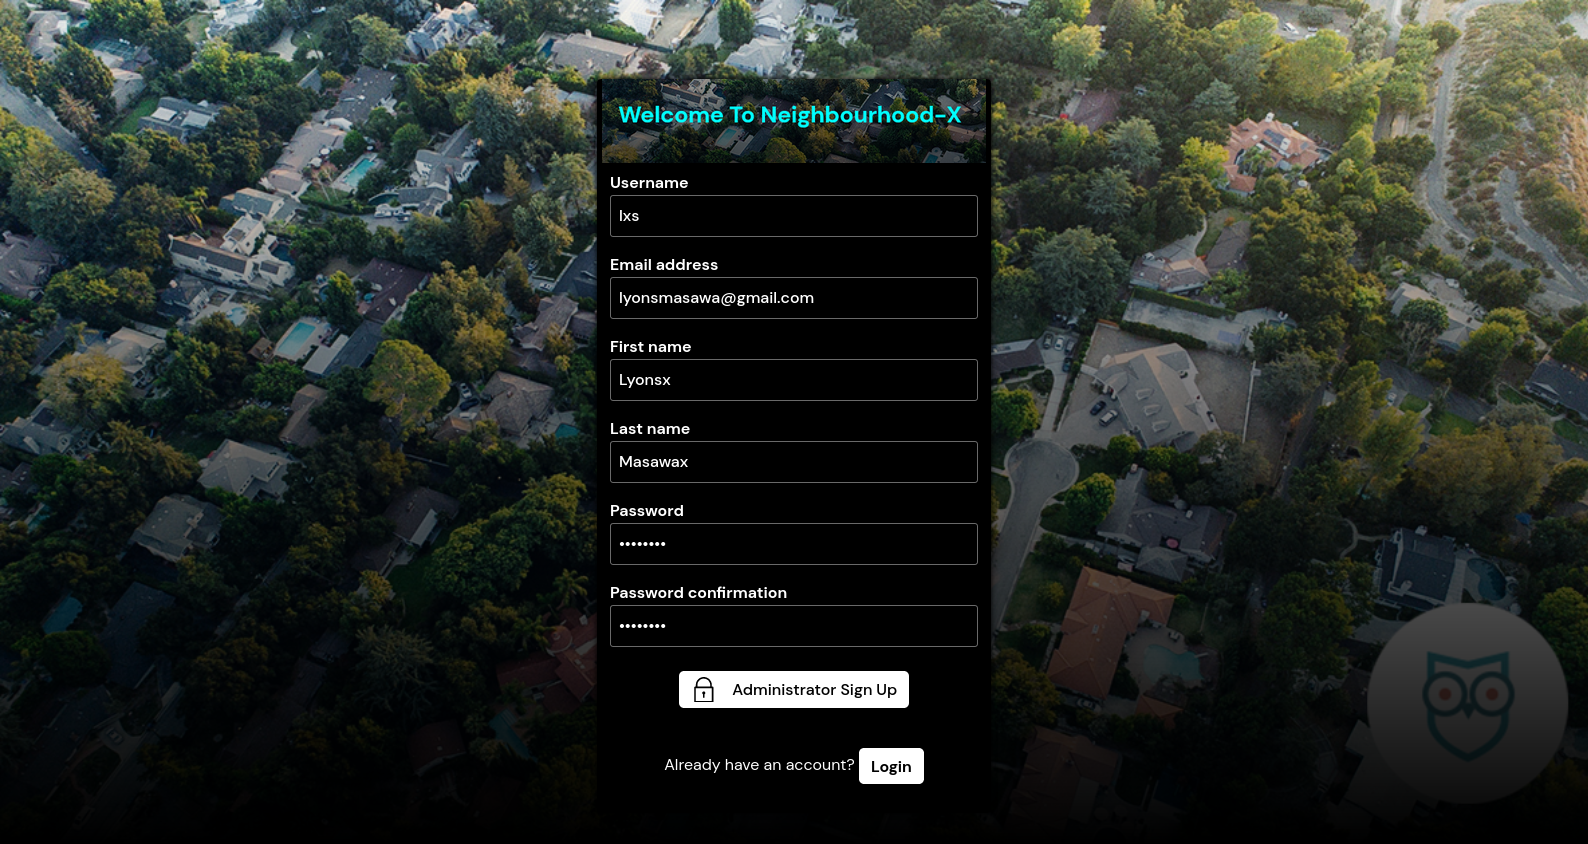 Welcome To Neighbourhood-X
Username
lxs
Email address
lyonsmasawa@gmail.com
First name
Lyonsx
Last name
Masawax
Password
••••••••
Password confirmation
••••••••
Administrator Sign Up
Already have an account? Login